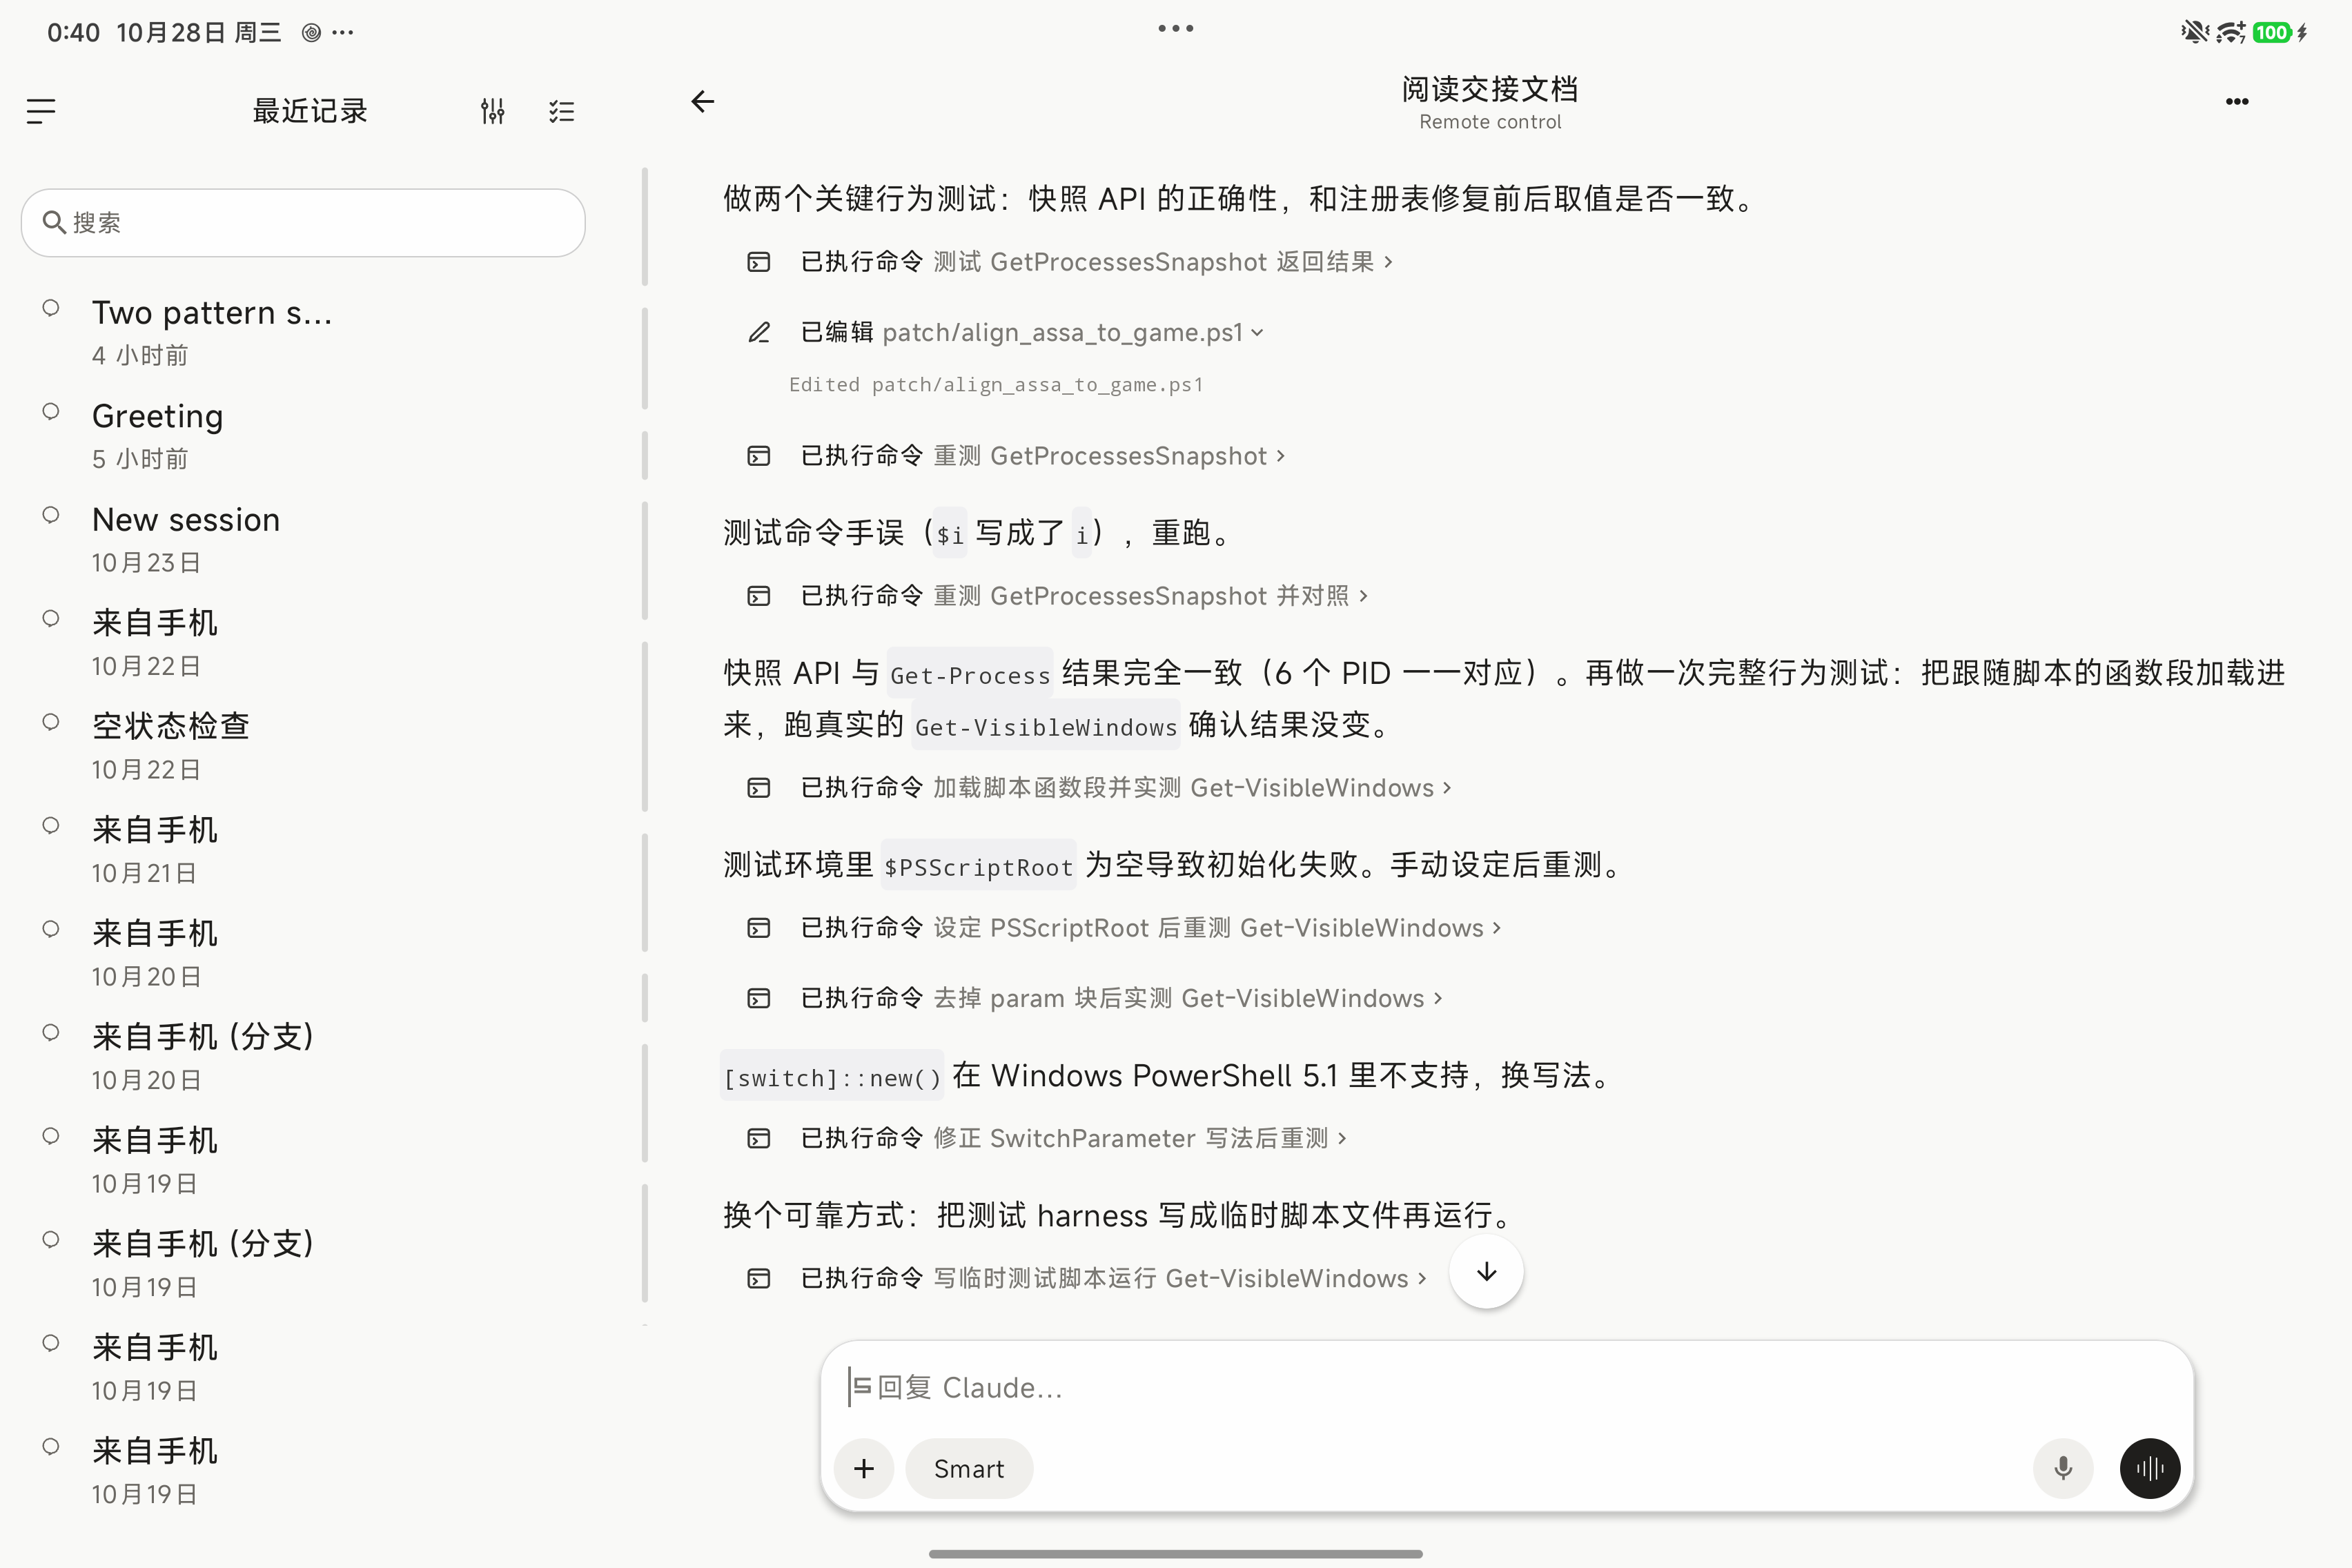 0:40 10月28日 周三
100
最近记录
搜索
Two pattern s...
4 小时前
Greeting
5 小时前
New session
10月23日
来自手机
10月22日
空状态检查
10月22日
来自手机
10月21日
来自手机
10月20日
来自手机 (分支)
10月20日
来自手机
10月19日
来自手机 (分支)
10月19日
来自手机
10月19日
来自手机
10月19日
阅读交接文档
Remote control
做两个关键行为测试：快照 API 的正确性，和注册表修复前后取值是否一致。
已执行命令 测试 GetProcessesSnapshot 返回结果
已编辑 patch/align_assa_to_game.ps1
Edited patch/align_assa_to_game.ps1
已执行命令 重测 GetProcessesSnapshot
测试命令手误（$i 写成了 i），重跑。
已执行命令 重测 GetProcessesSnapshot 并对照
快照 API 与 Get-Process 结果完全一致（6 个 PID 一一对应）。再做一次完整行为测试：把跟随脚本的函数段加载进
来，跑真实的 Get-VisibleWindows 确认结果没变。
已执行命令 加载脚本函数段并实测 Get-VisibleWindows
测试环境里 $PSScriptRoot 为空导致初始化失败。手动设定后重测。
已执行命令 设定 PSScriptRoot 后重测 Get-VisibleWindows
已执行命令 去掉 param 块后实测 Get-VisibleWindows
[switch]::new() 在 Windows PowerShell 5.1 里不支持，换写法。
已执行命令 修正 SwitchParameter 写法后重测
换个可靠方式：把测试 harness 写成临时脚本文件再运行。
已执行命令 写临时测试脚本运行 Get-VisibleWindows
回复 Claude...
Smart